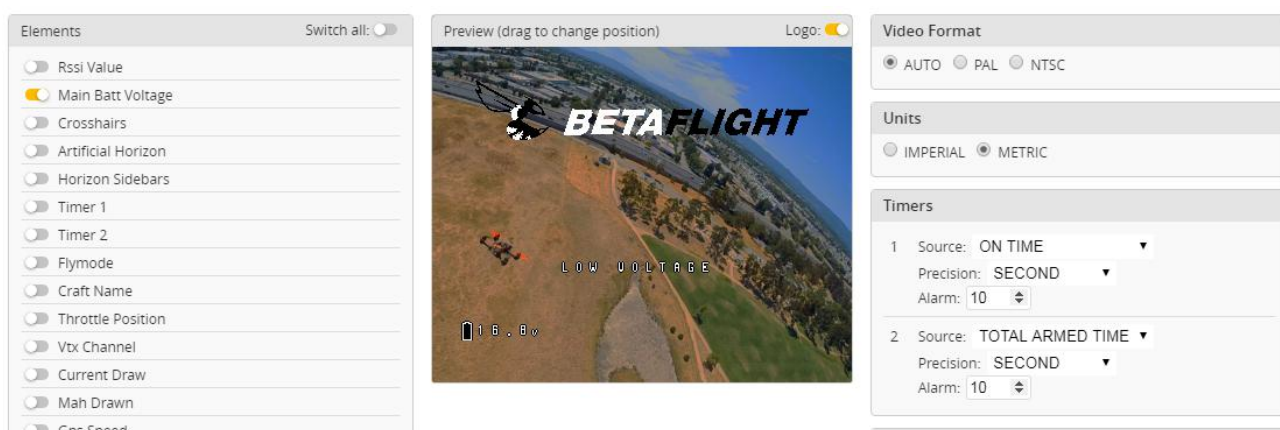 Elements
Switch all:
Rssi Value
Main Batt Voltage
Crosshairs
Artificial Horizon
Horizon Sidebars
Timer 1
Timer 2
Flymode
Craft Name
Throttle Position
Vtx Channel
Current Draw
Mah Drawn
Gps Speed
Preview (drag to change position)
Logo:
BETAFLIGHT
LOW VOLTAGE
16.8v
Video Format
AUTO PAL NTSC
Units
IMPERIAL METRIC
Timers
1 Source: ON TIME
Precision: SECOND
Alarm: 10
2 Source: TOTAL ARMED TIME
Precision: SECOND
Alarm: 10